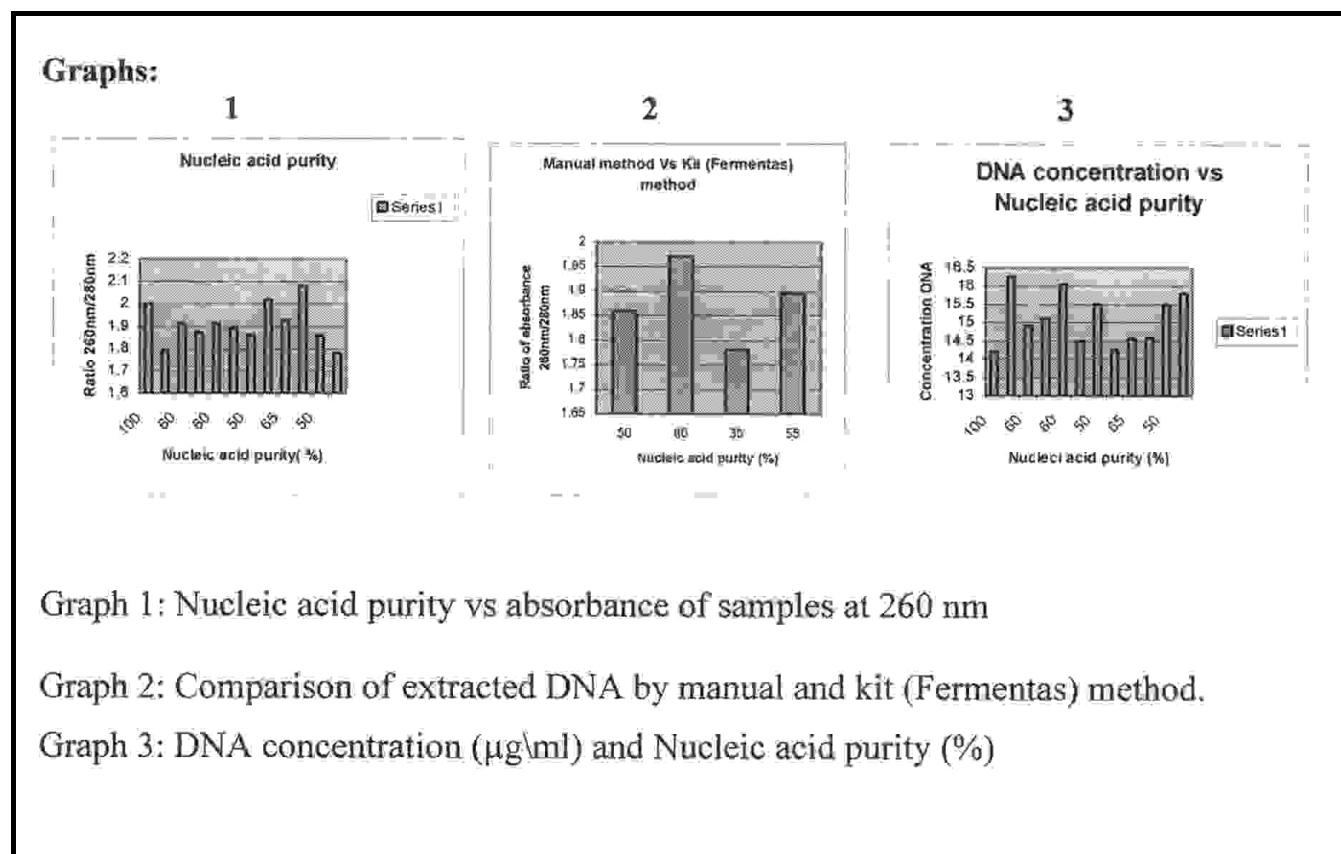 Graphs:
1
2
3
Nucleic acid purity
Series1
Ratio 260nm/280nm
2.2
2.1
2
1.9
1.8
1.7
1.6
100
60
60
50
65
50
Nucleic acid purity( %)
Manual method Vs Kit (Fermentas)
method
Ratio of absorbance
260nm/280nm
2
1.95
1.9
1.85
1.8
1.75
1.7
1.65
50
60
55
Nucleic acid purity (%)
DNA concentration vs
Nucleic acid purity
Concentration DNA
16.5
16
15.5
15
14.5
14
13.5
13
100
60
60
50
65
50
Nucleci acid purity (%)
Series1
Graph 1: Nucleic acid purity vs absorbance of samples at 260 nm
Graph 2: Comparison of extracted DNA by manual and kit (Fermentas) method.
Graph 3: DNA concentration (µg\ml) and Nucleic acid purity (%)